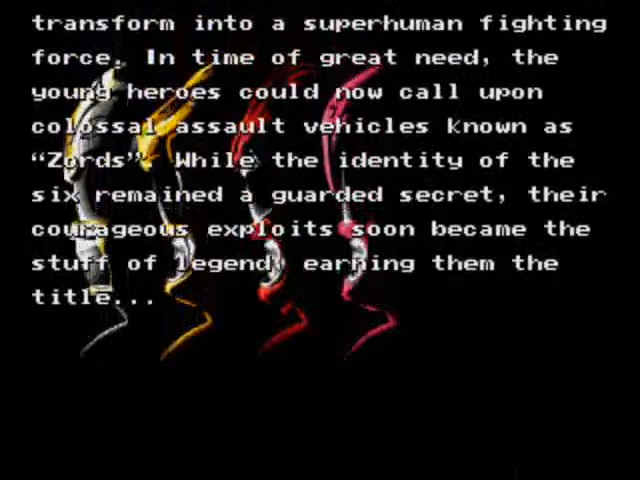 transform into a superhuman fighting
force. In time of great need, the
young heroes could now call upon
colossal assault vehicles known as
“Zords”. While the identity of the
six remained a guarded secret, their
courageous exploits soon became the
stuff of legend, earning them the
title...